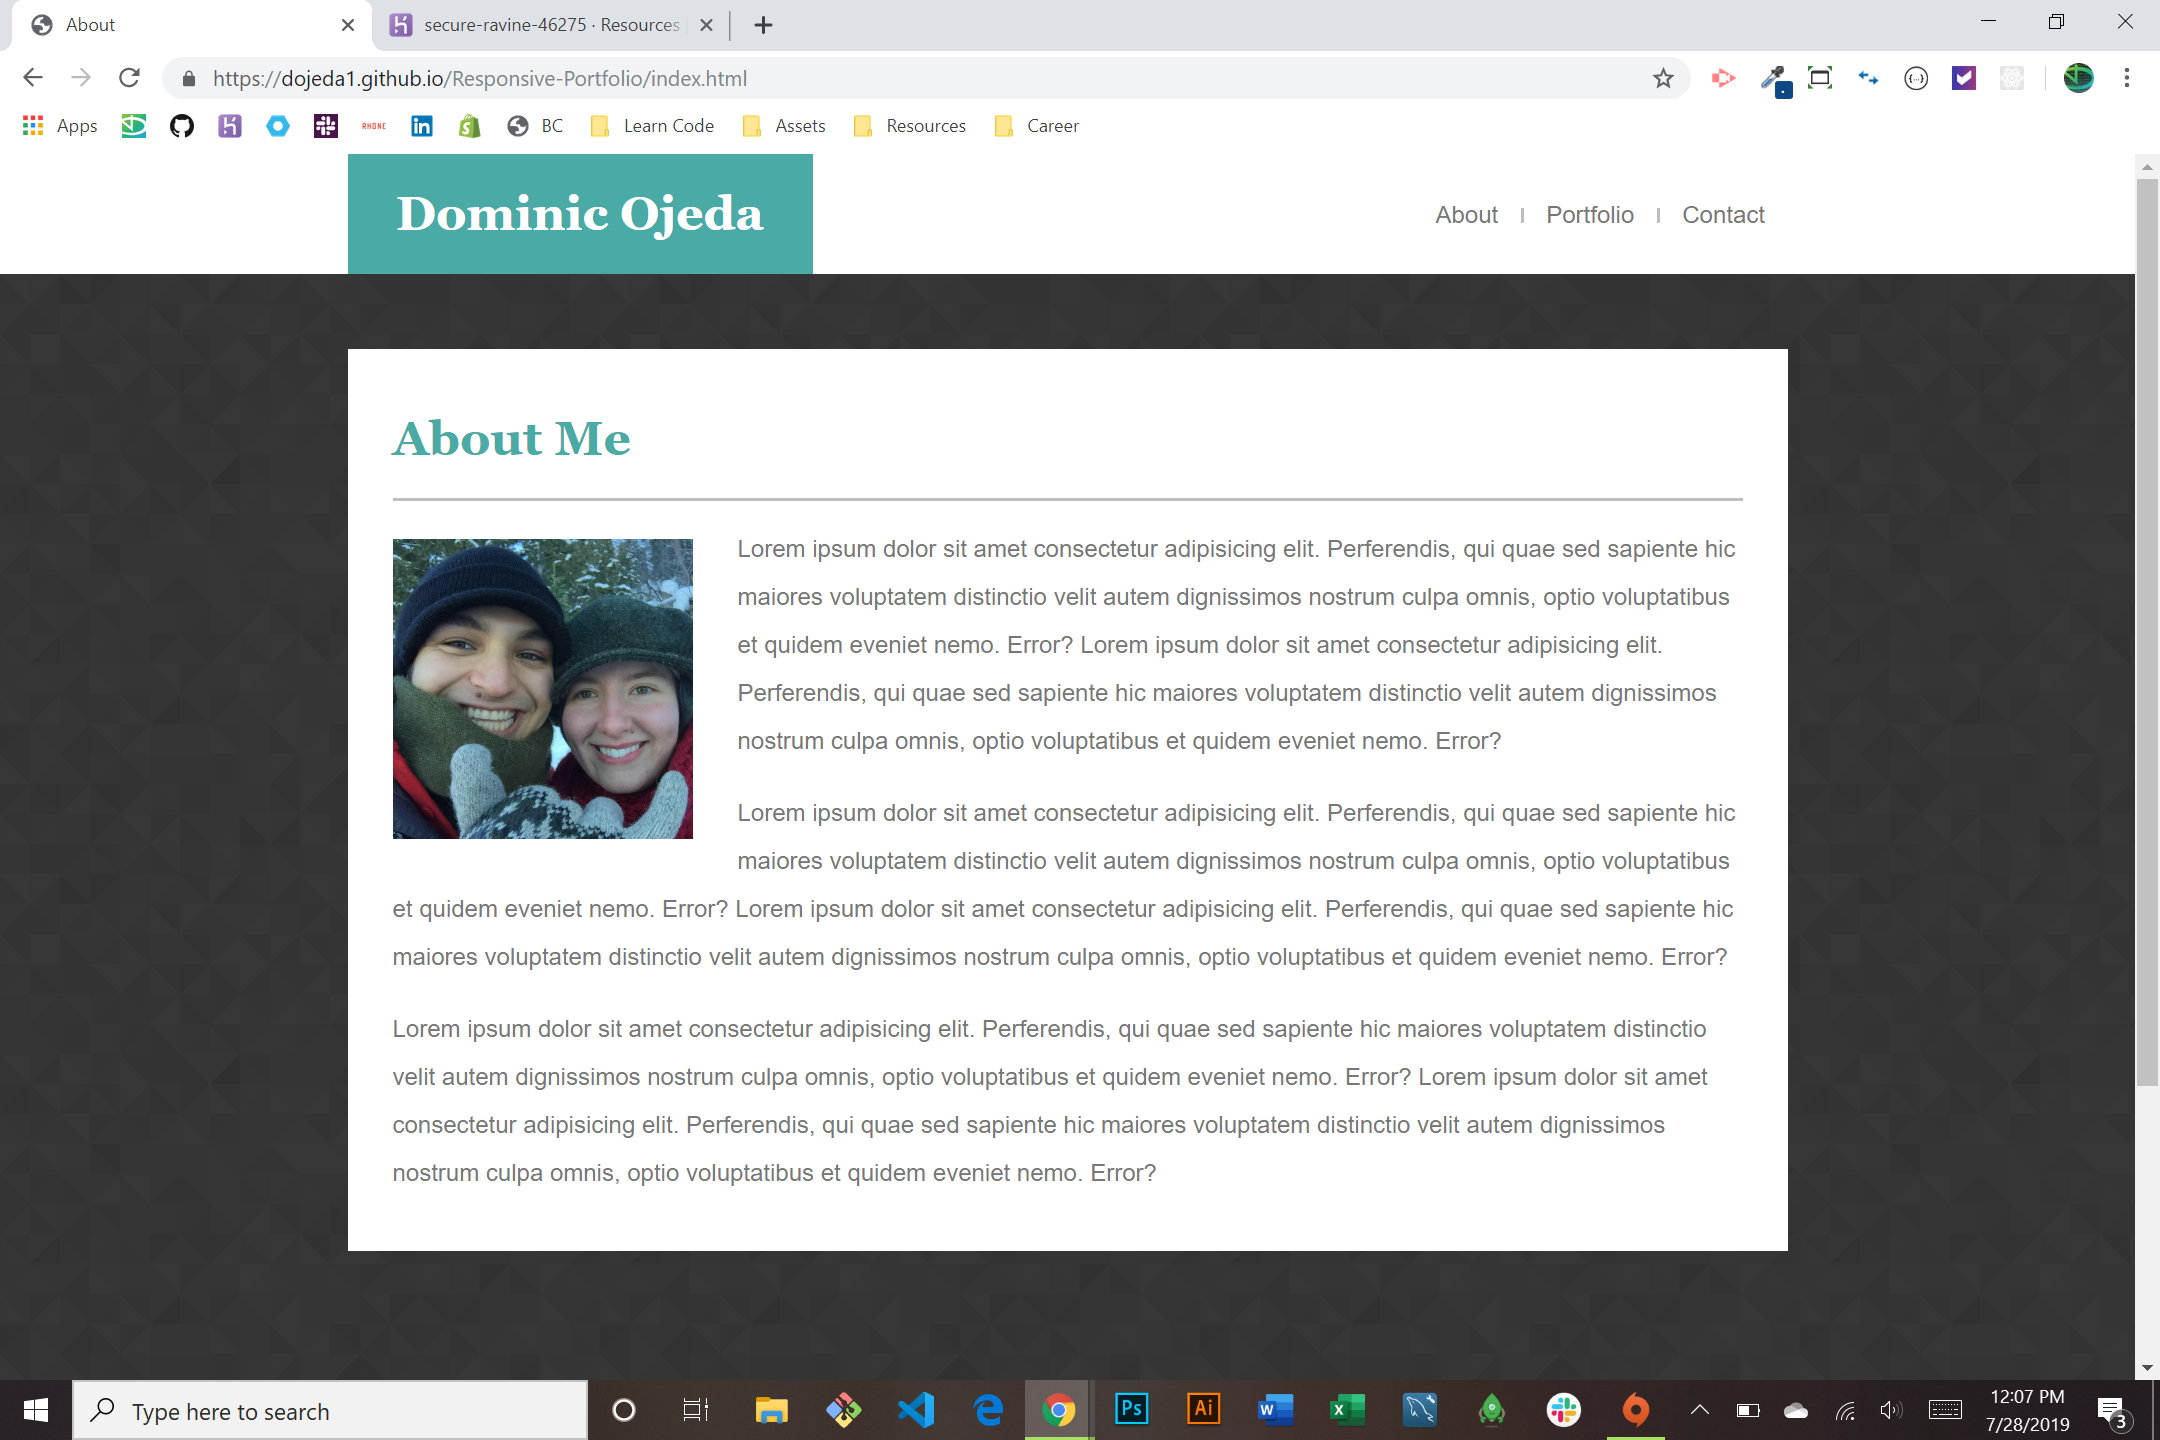 About
secure-ravine-46275 · Resources
https://dojeda1.github.io/Responsive-Portfolio/index.html
Apps
RHONE
BC
Learn Code
Assets
Resources
Career
Dominic Ojeda
About
Portfolio
Contact
About Me
Lorem ipsum dolor sit amet consectetur adipisicing elit. Perferendis, qui quae sed sapiente hic
maiores voluptatem distinctio velit autem dignissimos nostrum culpa omnis, optio voluptatibus
et quidem eveniet nemo. Error? Lorem ipsum dolor sit amet consectetur adipisicing elit.
Perferendis, qui quae sed sapiente hic maiores voluptatem distinctio velit autem dignissimos
nostrum culpa omnis, optio voluptatibus et quidem eveniet nemo. Error?
Lorem ipsum dolor sit amet consectetur adipisicing elit. Perferendis, qui quae sed sapiente hic
maiores voluptatem distinctio velit autem dignissimos nostrum culpa omnis, optio voluptatibus
et quidem eveniet nemo. Error? Lorem ipsum dolor sit amet consectetur adipisicing elit. Perferendis, qui quae sed sapiente hic
maiores voluptatem distinctio velit autem dignissimos nostrum culpa omnis, optio voluptatibus et quidem eveniet nemo. Error?
Lorem ipsum dolor sit amet consectetur adipisicing elit. Perferendis, qui quae sed sapiente hic maiores voluptatem distinctio
velit autem dignissimos nostrum culpa omnis, optio voluptatibus et quidem eveniet nemo. Error? Lorem ipsum dolor sit amet
consectetur adipisicing elit. Perferendis, qui quae sed sapiente hic maiores voluptatem distinctio velit autem dignissimos
nostrum culpa omnis, optio voluptatibus et quidem eveniet nemo. Error?
Type here to search
Ps
Ai
W
X
12:07 PM
7/28/2019
3